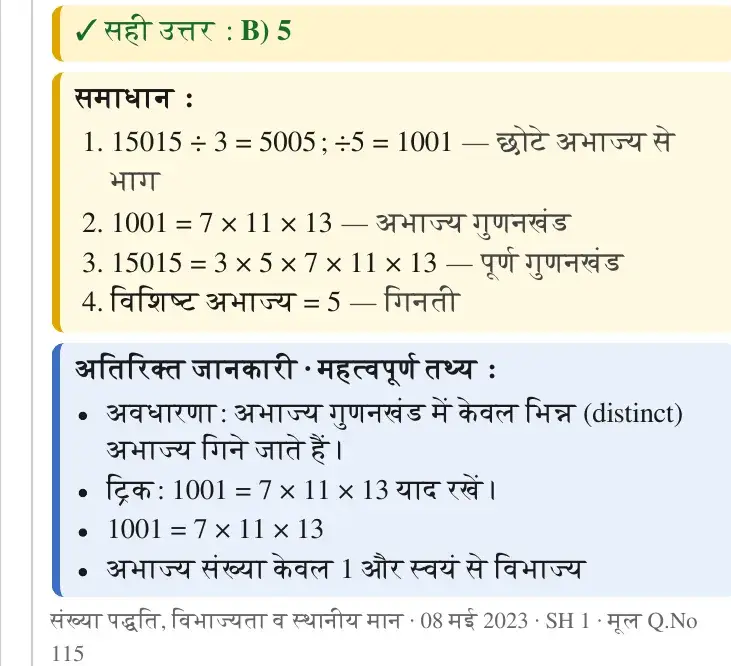 ✓ सही उत्तर : B) 5
समाधान :
1. 15015 ÷ 3 = 5005 ; ÷5 = 1001 — छोटे अभाज्य से
भाग
2. 1001 = 7 × 11 × 13 — अभाज्य गुणनखंड
3. 15015 = 3 × 5 × 7 × 11 × 13 — पूर्ण गुणनखंड
4. विशिष्ट अभाज्य = 5 — गिनती
अतिरिक्त जानकारी · महत्वपूर्ण तथ्य :
• अवधारणा : अभाज्य गुणनखंड में केवल भिन्न (distinct)
अभाज्य गिने जाते हैं।
• ट्रिक : 1001 = 7 × 11 × 13 याद रखें।
• 1001 = 7 × 11 × 13
• अभाज्य संख्या केवल 1 और स्वयं से विभाज्य
संख्या पद्धति, विभाज्यता व स्थानीय मान · 08 मई 2023 · SH 1 · मूल Q.No
115